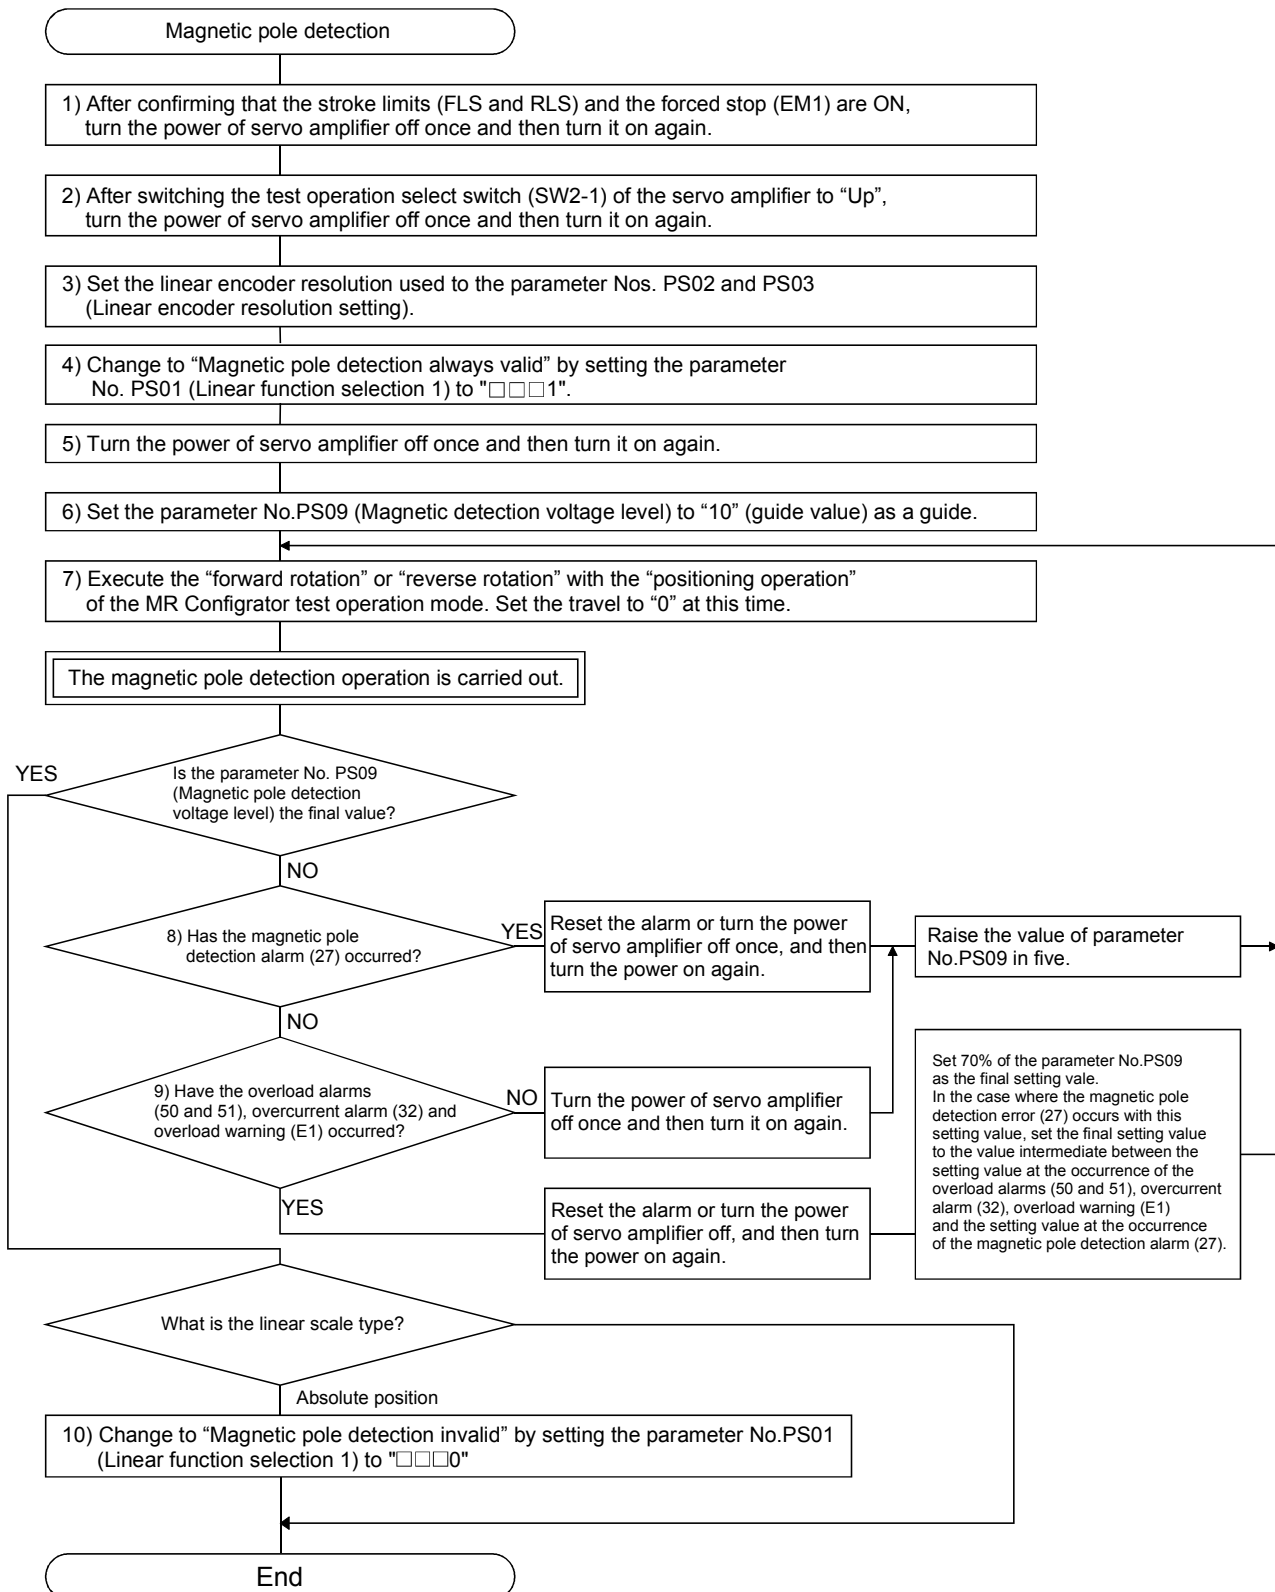 Magnetic pole detection
1) After confirming that the stroke limits (FLS and RLS) and the forced stop (EM1) are ON,
turn the power of servo amplifier off once and then turn it on again.
2) After switching the test operation select switch (SW2-1) of the servo amplifier to “Up”,
turn the power of servo amplifier off once and then turn it on again.
3) Set the linear encoder resolution used to the parameter Nos. PS02 and PS03
(Linear encoder resolution setting).
4) Change to “Magnetic pole detection always valid” by setting the parameter
No. PS01 (Linear function selection 1) to "□□□1".
5) Turn the power of servo amplifier off once and then turn it on again.
6) Set the parameter No.PS09 (Magnetic detection voltage level) to “10” (guide value) as a guide.
7) Execute the “forward rotation” or “reverse rotation” with the “positioning operation”
of the MR Configrator test operation mode. Set the travel to “0” at this time.
The magnetic pole detection operation is carried out.
YES
Is the parameter No. PS09
(Magnetic pole detection
voltage level) the final value?
NO
8) Has the magnetic pole
detection alarm (27) occurred?
YES
Reset the alarm or turn the power
of servo amplifier off once, and then
turn the power on again.
Raise the value of parameter
No.PS09 in five.
NO
9) Have the overload alarms
(50 and 51), overcurrent alarm (32) and
overload warning (E1) occurred?
NO
Turn the power of servo amplifier
off once and then turn it on again.
Set 70% of the parameter No.PS09
as the final setting vale.
In the case where the magnetic pole
detection error (27) occurs with this
setting value, set the final setting value
to the value intermediate between the
setting value at the occurrence of the
overload alarms (50 and 51), overcurrent
alarm (32), overload warning (E1)
and the setting value at the occurrence
of the magnetic pole detection alarm (27).
YES
Reset the alarm or turn the power
of servo amplifier off, and then turn
the power on again.
What is the linear scale type?
Absolute position
10) Change to “Magnetic pole detection invalid” by setting the parameter No.PS01
(Linear function selection 1) to "□□□0"
End